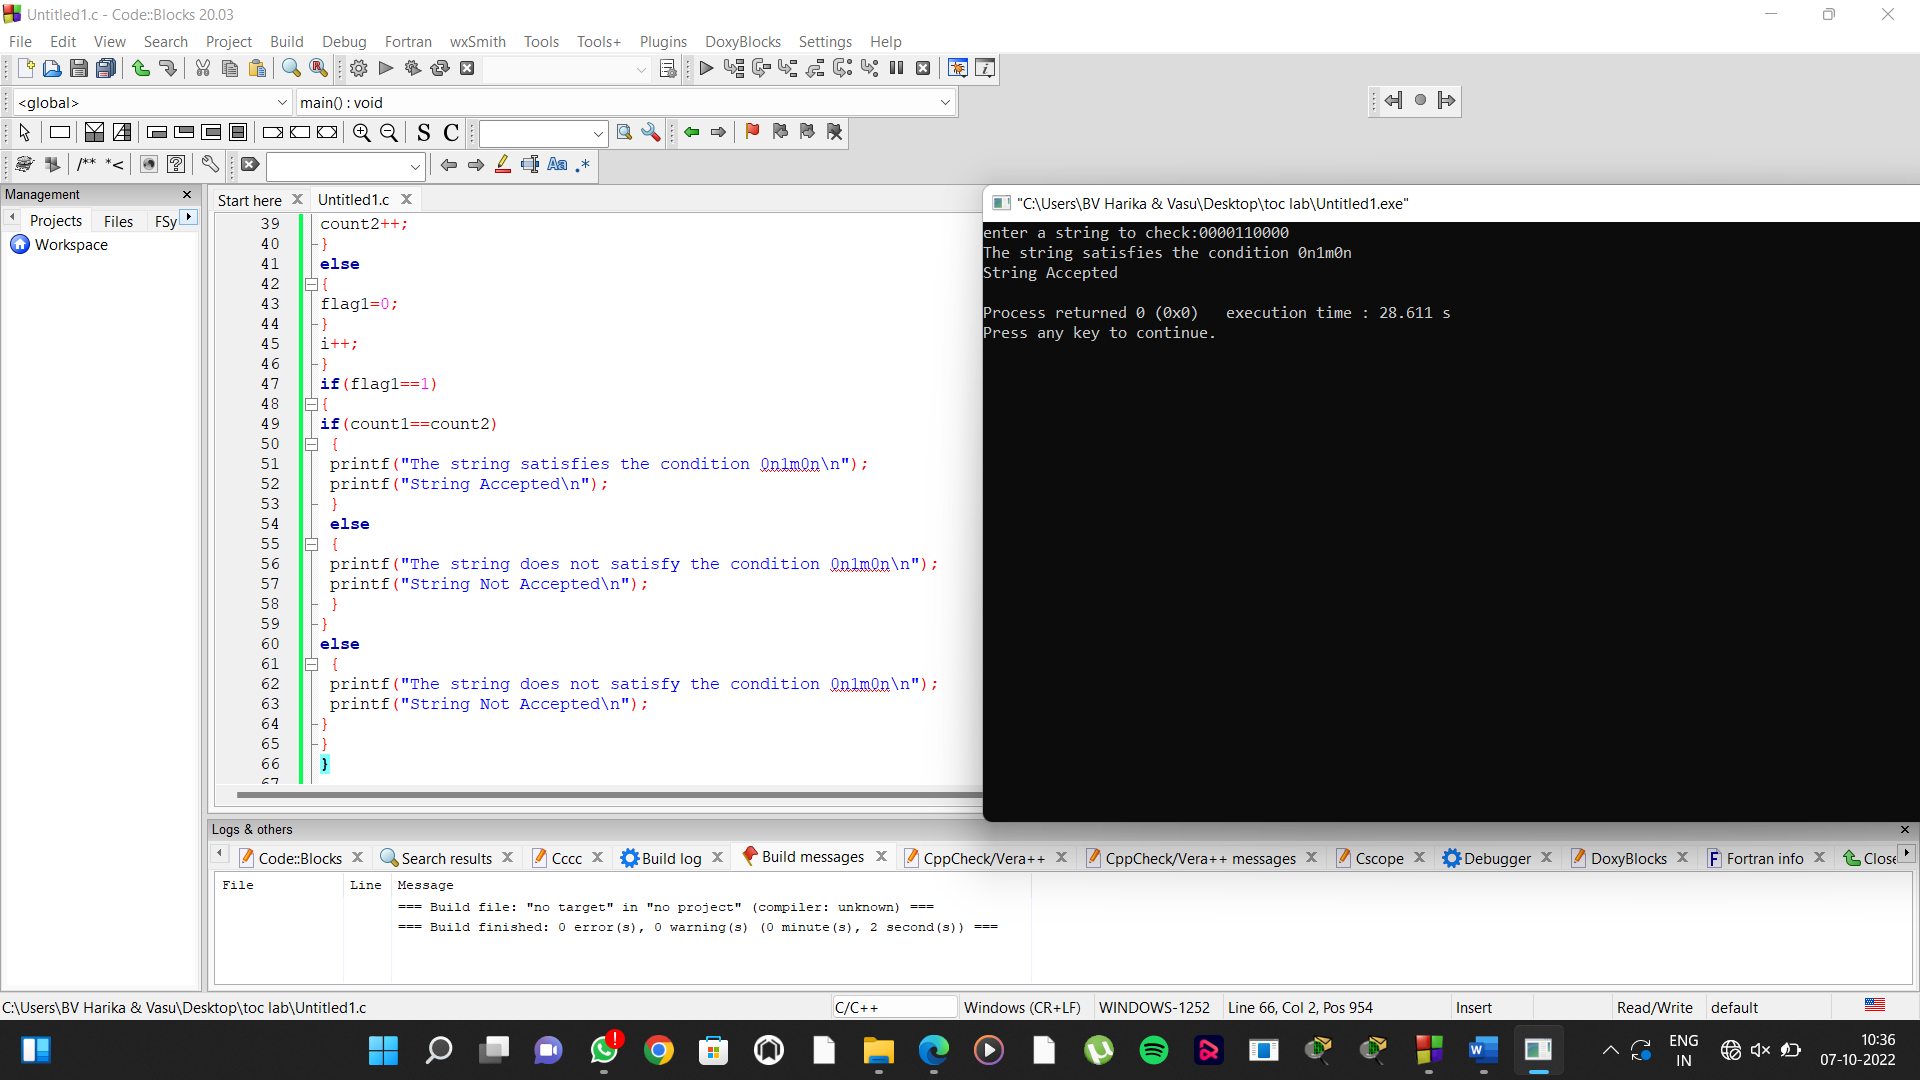 Untitled1.c - Code::Blocks 20.03
File Edit View Search Project Build Debug Fortran wxSmith Tools Tools+ Plugins DoxyBlocks Settings Help
<global> main() : void
S C
/** *< ? Aa .*
Management
Projects Files FSy
Workspace
Start here Untitled1.c
39 count2++;
40 }
41 else
42 {
43 flag1=0;
44 }
45 i++;
46 }
47 if(flag1==1)
48 {
49 if(count1==count2)
50 {
51 printf("The string satisfies the condition 0n1m0n\n");
52 printf("String Accepted\n");
53 }
54 else
55 {
56 printf("The string does not satisfy the condition 0n1m0n\n");
57 printf("String Not Accepted\n");
58 }
59 }
60 else
61 {
62 printf("The string does not satisfy the condition 0n1m0n\n");
63 printf("String Not Accepted\n");
64 }
65 }
66 }
67
"C:\Users\BV Harika & Vasu\Desktop\toc lab\Untitled1.exe"
enter a string to check:0000110000
The string satisfies the condition 0n1m0n
String Accepted
Process returned 0 (0x0)   execution time : 28.611 s
Press any key to continue.
Logs & others
Code::Blocks Search results Cccc Build log Build messages CppCheck/Vera++ CppCheck/Vera++ messages Cscope Debugger DoxyBlocks Fortran info Close
File Line Message
=== Build file: "no target" in "no project" (compiler: unknown) ===
=== Build finished: 0 error(s), 0 warning(s) (0 minute(s), 2 second(s)) ===
C:\Users\BV Harika & Vasu\Desktop\toc lab\Untitled1.c C/C++ Windows (CR+LF) WINDOWS-1252 Line 66, Col 2, Pos 954 Insert Read/Write default
ENG
IN
10:36
07-10-2022